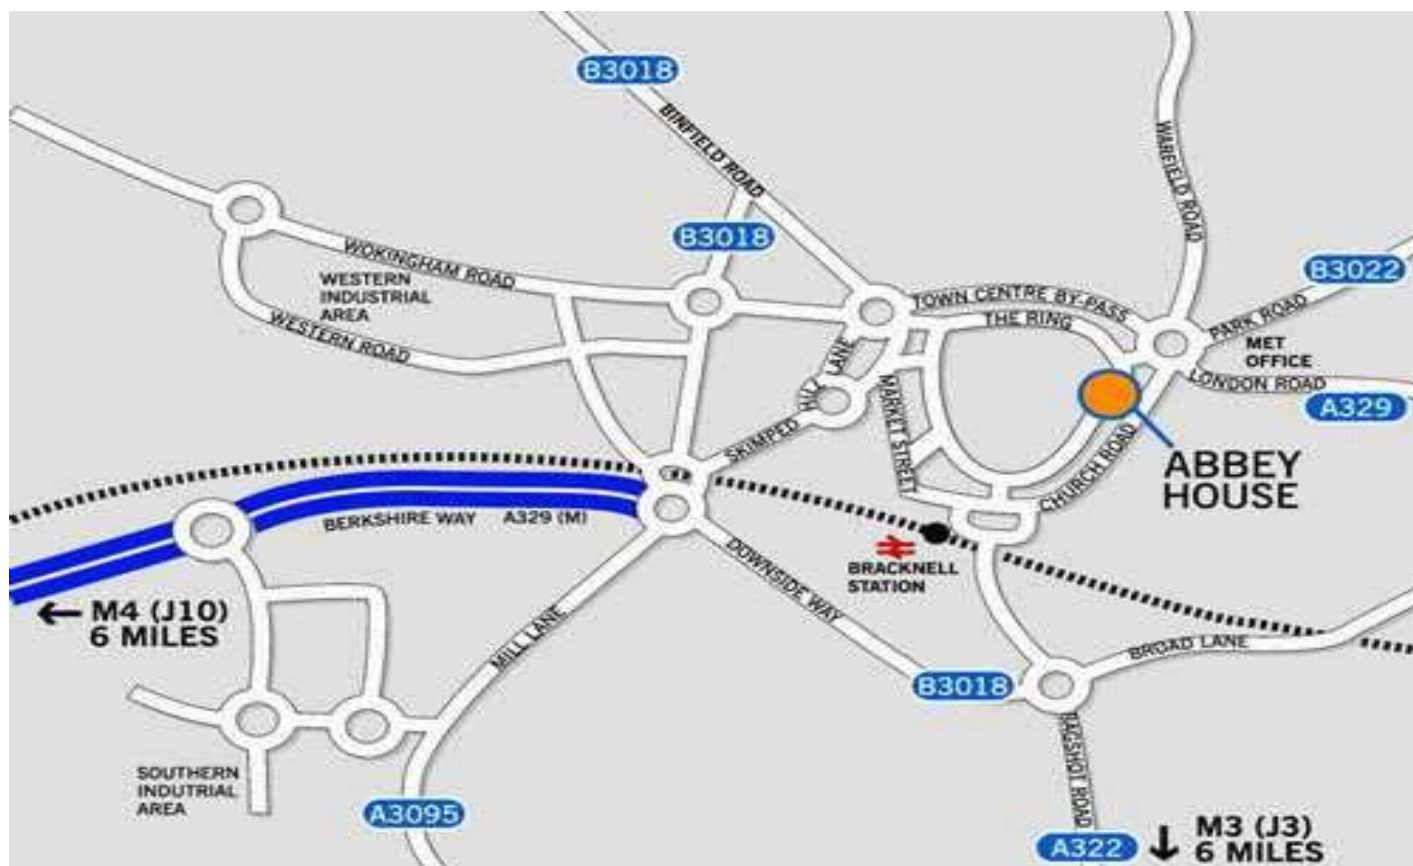 B3018
BINFIELD ROAD
WARFIELD ROAD
B3018
WOKINGHAM ROAD
B3022
WESTERN
INDUSTRIAL
AREA
TOWN CENTRE BY-PASS
THE RING
PARK ROAD
WESTERN ROAD
MET
OFFICE
LONDON ROAD
A329
SKIMPED
HILL LANE
MARKET STREET
CHURCH ROAD
ABBEY
HOUSE
BERKSHIRE WAY A329 (M)
BRACKNELL
STATION
DOWNSIDE WAY
M4 (J10)
6 MILES
MILL LANE
BROAD LANE
B3018
BAGSHOT ROAD
SOUTHERN
INDUTRIAL
AREA
A3095
A322
M3 (J3)
6 MILES